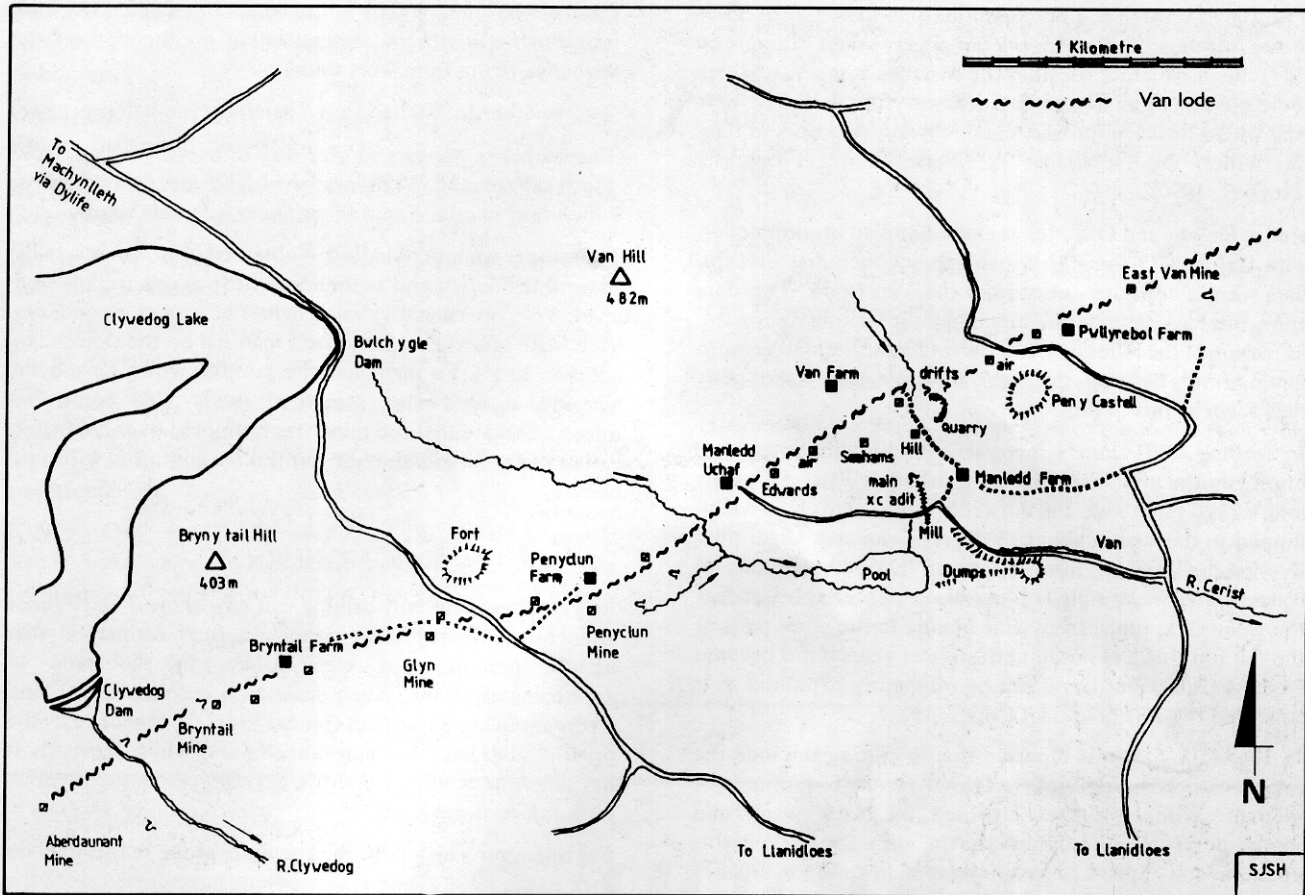 1 Kilometre
Van lode
To
Machynlleth
via Dylife
Van Hill
482m
East Van Mine
Clywedog Lake
Bwlch y gle
Dam
Pwllyrebol Farm
air
drifts
Van Farm
Pen y Castell
quarry
Manledd
Uchaf
air
Seahams
Hill
Edwards
main
xc adit
Manledd Farm
Bryn y tail Hill
403m
Fort
Penyclun
Farm
Mill
Van
Pool
Dumps
R. Cerist
Penyclun
Mine
Bryntail Farm
Glyn
Mine
Clywedog
Dam
?
Bryntail
Mine
?
N
Aberdaunant
Mine
R.Clywedog
To Llanidloes
To Llanidloes
SJSH